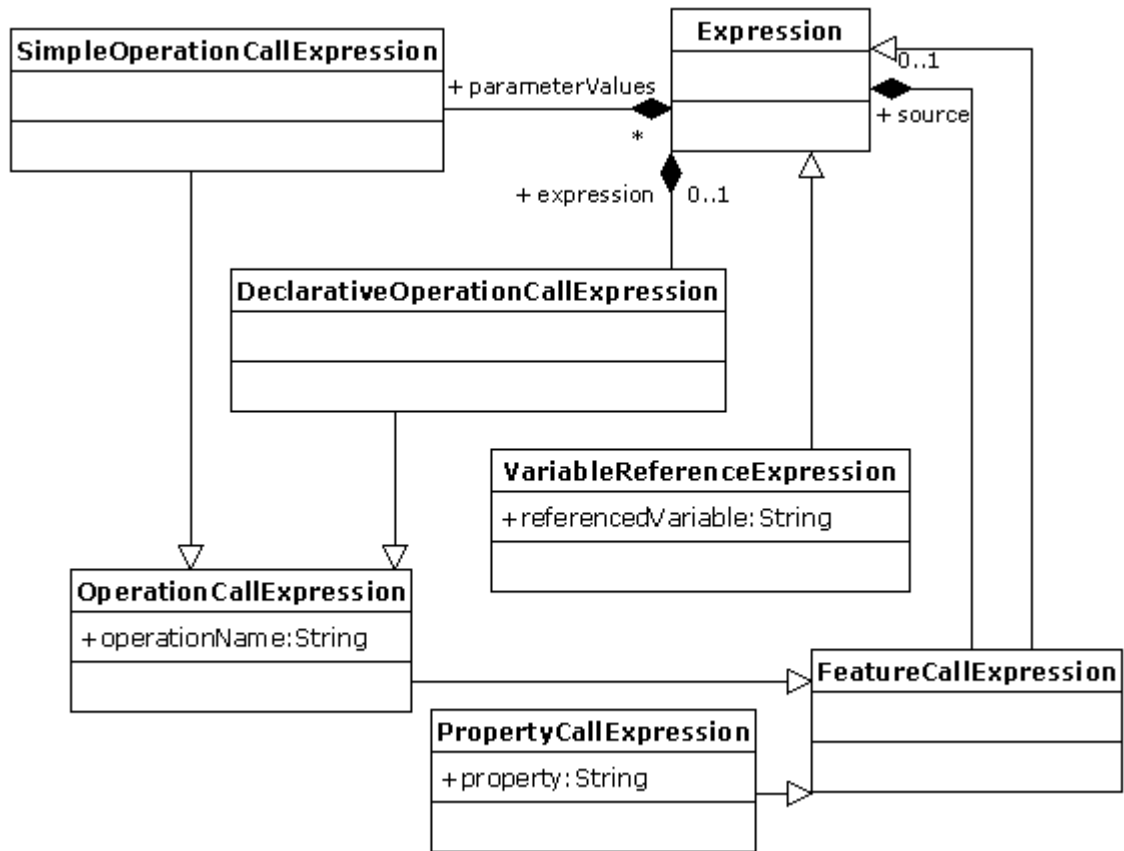 Expression
SimpleOperationCallExpression
0..1
+ parameterValues
+ source
*
+ expression
0..1
DeclarativeOperationCallExpression
VariableReferenceExpression
+referencedVariable:String
OperationCallExpression
+operationName:String
FeatureCallExpression
PropertyCallExpression
+property:String